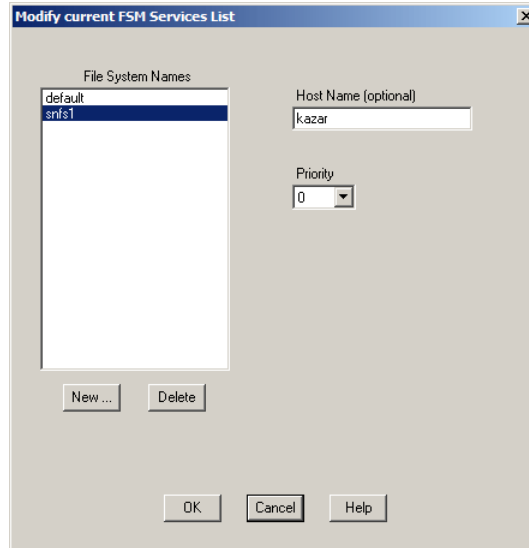 Modify current FSM Services List
File System Names
default
snfs1
Host Name (optional)
kazar
Priority
0
New ...
Delete
OK
Cancel
Help